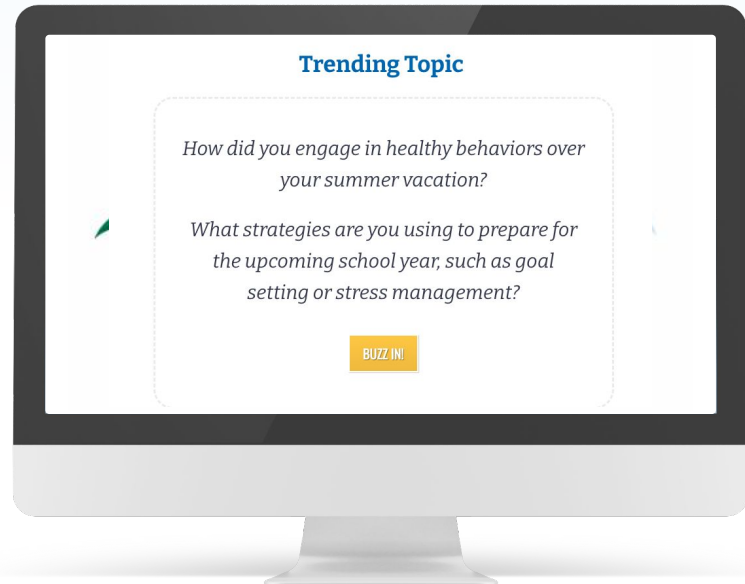 Trending Topic
How did you engage in healthy behaviors over
your summer vacation?
What strategies are you using to prepare for
the upcoming school year, such as goal
setting or stress management?
BUZZ IN!